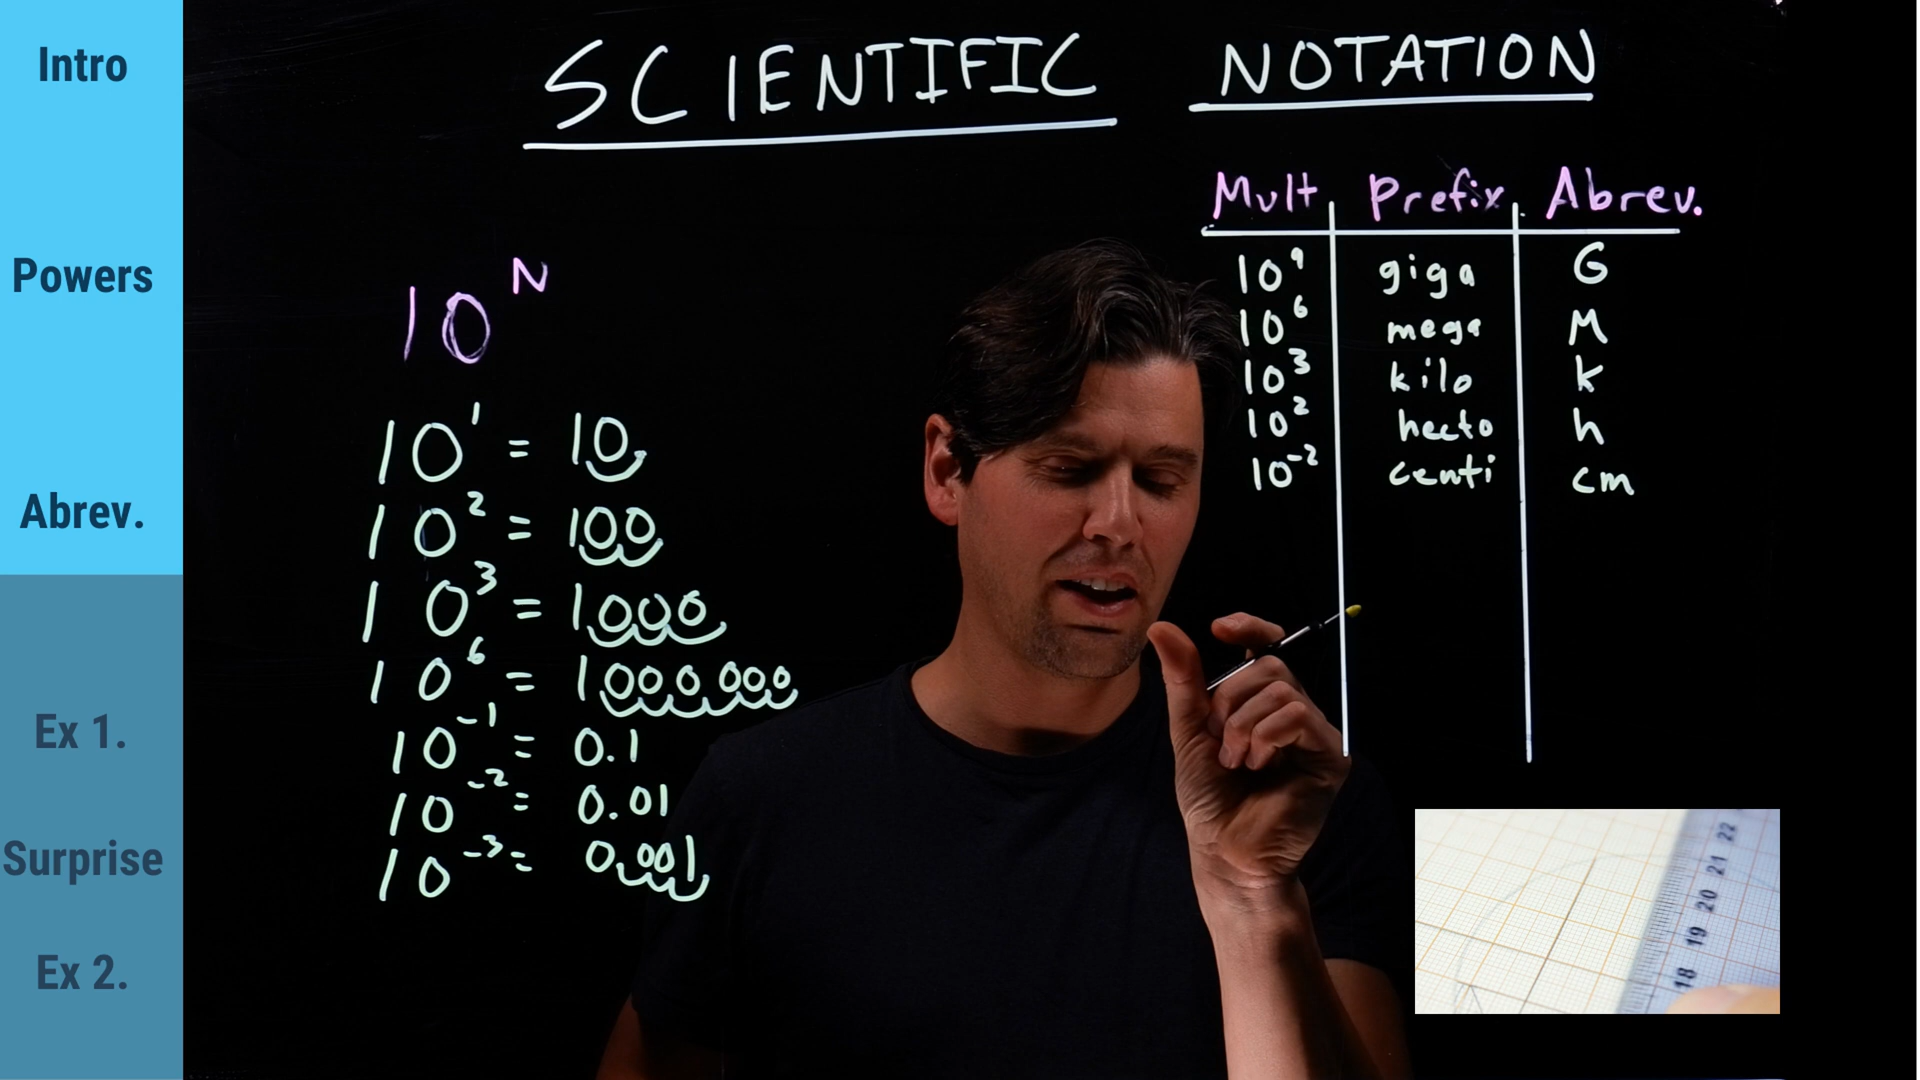 Intro
Powers
Abrev.
Ex 1.
Surprise
Ex 2.
SCIENTIFIC NOTATION
10^N
10^1 = 10
10^2 = 100
10^3 = 1000
10^6 = 1000 000
10^-1 = 0.1
10^-2 = 0.01
10^-3 = 0.001
Mult Prefix Abrev.
10^9 giga G
10^6 mega M
10^3 kilo k
10^2 hecto h
10^-2 centi cm
22
21
20
19
18